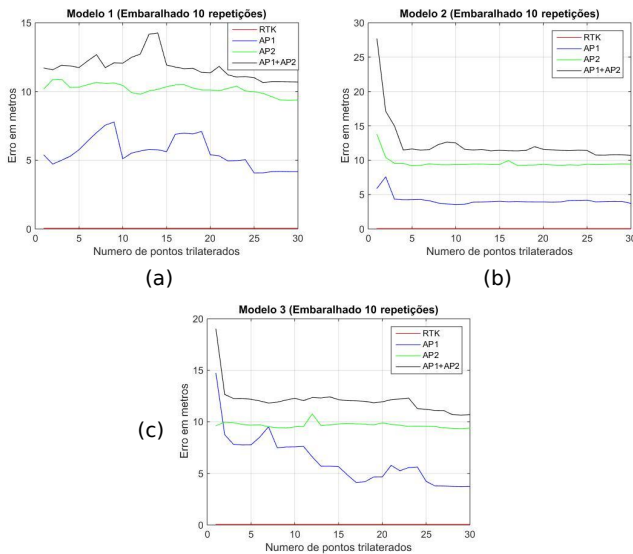 Modelo 1 (Embaralhado 10 repetições)
RTK
AP1
AP2
AP1+AP2
Erro em metros
15
10
5
0
0 5 10 15 20 25 30
Numero de pontos trilaterados
(a)
Modelo 2 (Embaralhado 10 repetições)
RTK
AP1
AP2
AP1+AP2
Erro em metros
30
25
20
15
10
5
0
0 5 10 15 20 25 30
Numero de pontos trilaterados
(b)
Modelo 3 (Embaralhado 10 repetições)
RTK
AP1
AP2
AP1+AP2
Erro em metros
20
15
10
5
0
0 5 10 15 20 25 30
Numero de pontos trilaterados
(c)